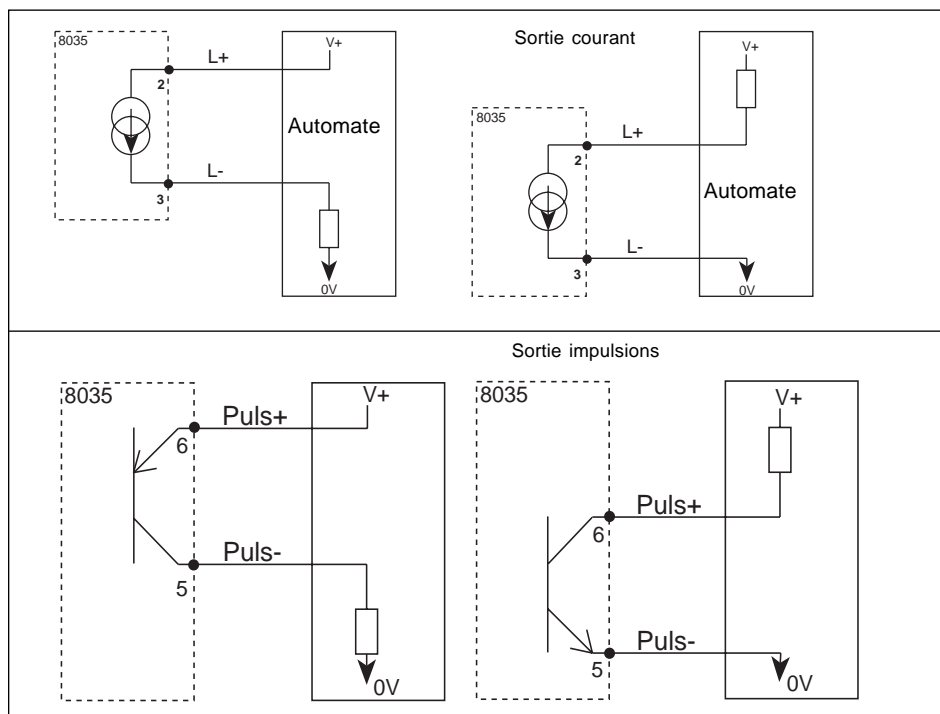 Sortie courant
8035
V+
L+
2
Automate
L-
3
0V
8035
V+
L+
2
Automate
L-
3
0V
Sortie impulsions
8035
V+
Puls+
6
Puls-
5
0V
8035
V+
Puls+
6
Puls-
5
0V